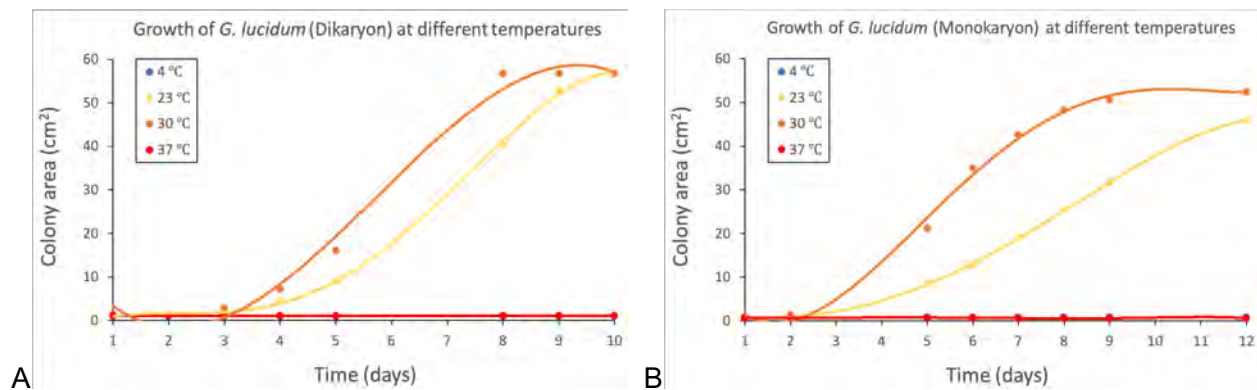 Growth of G. lucidum (Dikaryon) at different temperatures
60
50
40
30
20
10
0
Colony area (cm²)
4 °C
23 °C
30 °C
37 °C
1 2 3 4 5 6 7 8 9 10
Time (days)
A
Growth of G. lucidum (Monokaryon) at different temperatures
60
50
40
30
20
10
0
Colony area (cm²)
4 °C
23 °C
30 °C
37 °C
1 2 3 4 5 6 7 8 9 10 11 12
Time (days)
B